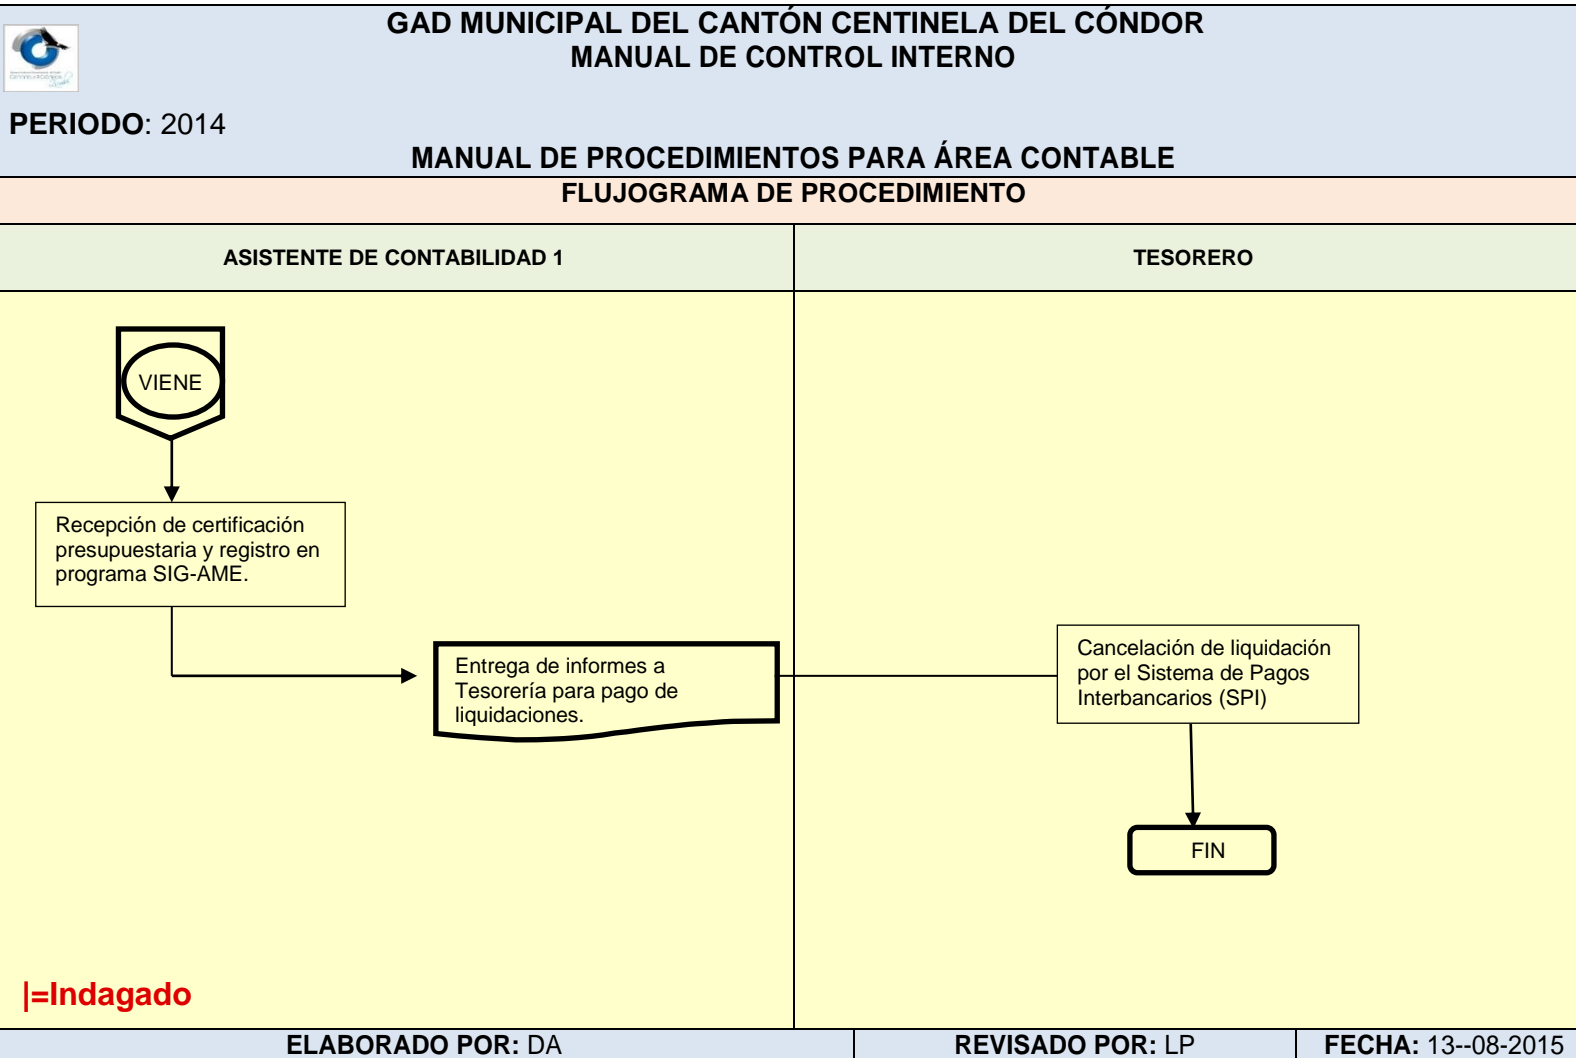 GAD MUNICIPAL DEL CANTÓN CENTINELA DEL CÓNDOR
MANUAL DE CONTROL INTERNO
PERIODO: 2014
MANUAL DE PROCEDIMIENTOS PARA ÁREA CONTABLE
FLUJOGRAMA DE PROCEDIMIENTO
ASISTENTE DE CONTABILIDAD 1
TESORERO
VIENE
Recepción de certificación
presupuestaria y registro en
programa SIG-AME.
Entrega de informes a
Tesorería para pago de
liquidaciones.
Cancelación de liquidación
por el Sistema de Pagos
Interbancarios (SPI)
FIN
|=Indagado
ELABORADO POR: DA
REVISADO POR: LP
FECHA: 13--08-2015